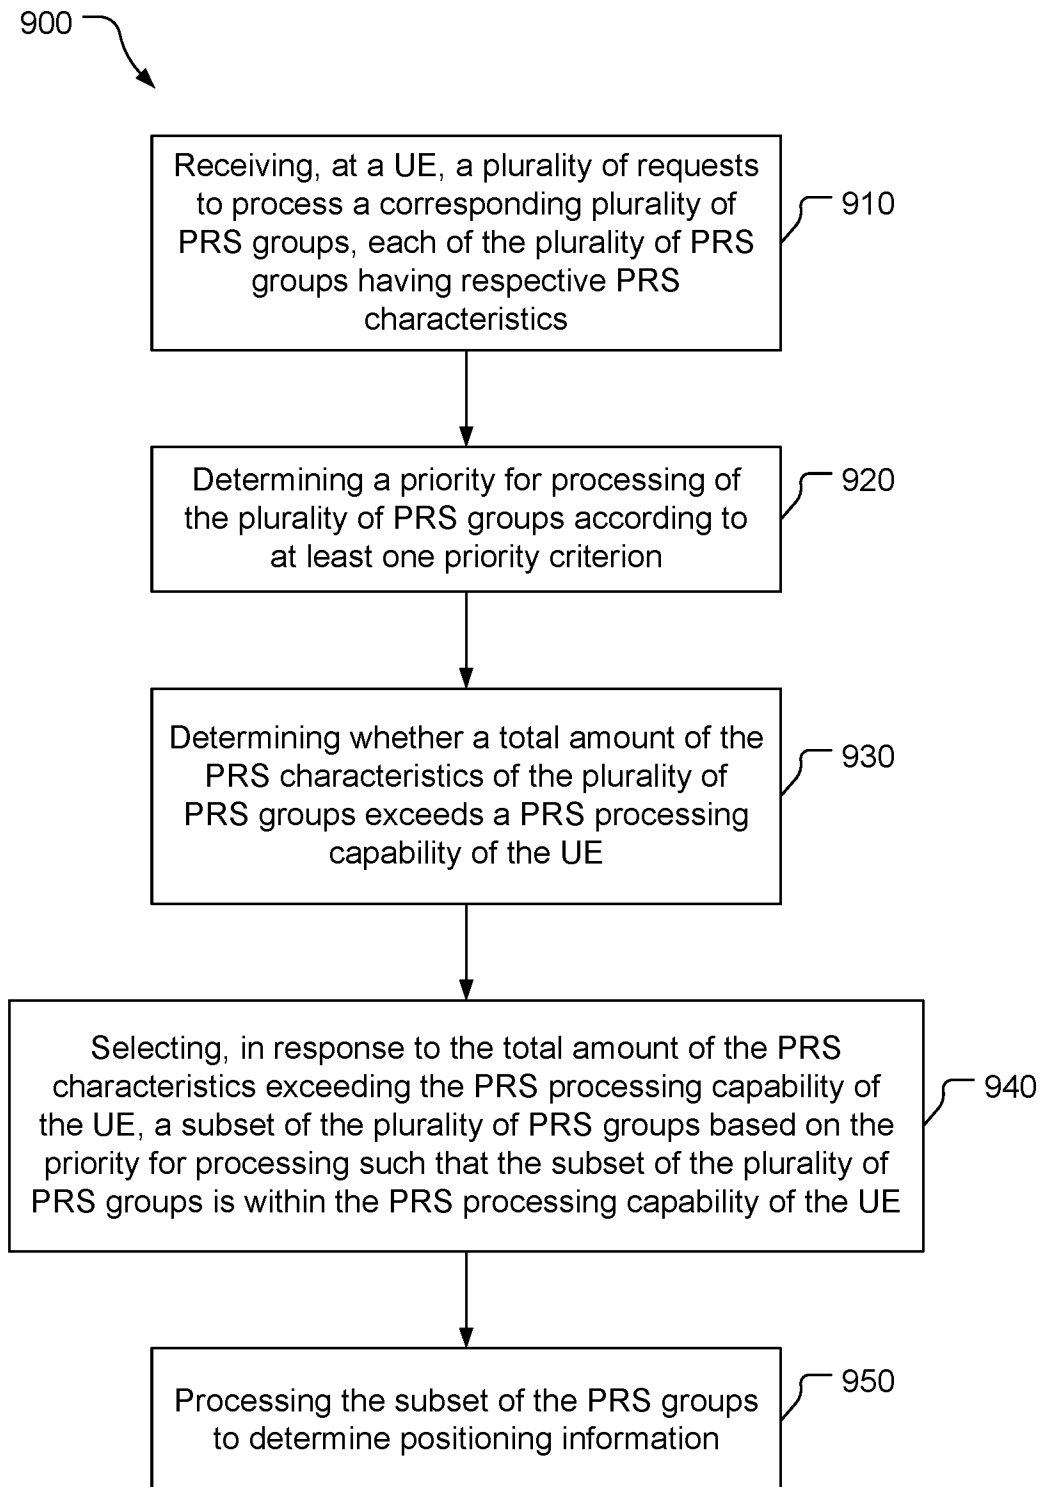 900
Receiving, at a UE, a plurality of requests
to process a corresponding plurality of
PRS groups, each of the plurality of PRS
groups having respective PRS
characteristics
910
Determining a priority for processing of
the plurality of PRS groups according to
at least one priority criterion
920
Determining whether a total amount of the
PRS characteristics of the plurality of
PRS groups exceeds a PRS processing
capability of the UE
930
Selecting, in response to the total amount of the PRS
characteristics exceeding the PRS processing capability of
the UE, a subset of the plurality of PRS groups based on the
priority for processing such that the subset of the plurality of
PRS groups is within the PRS processing capability of the UE
940
Processing the subset of the PRS groups
to determine positioning information
950